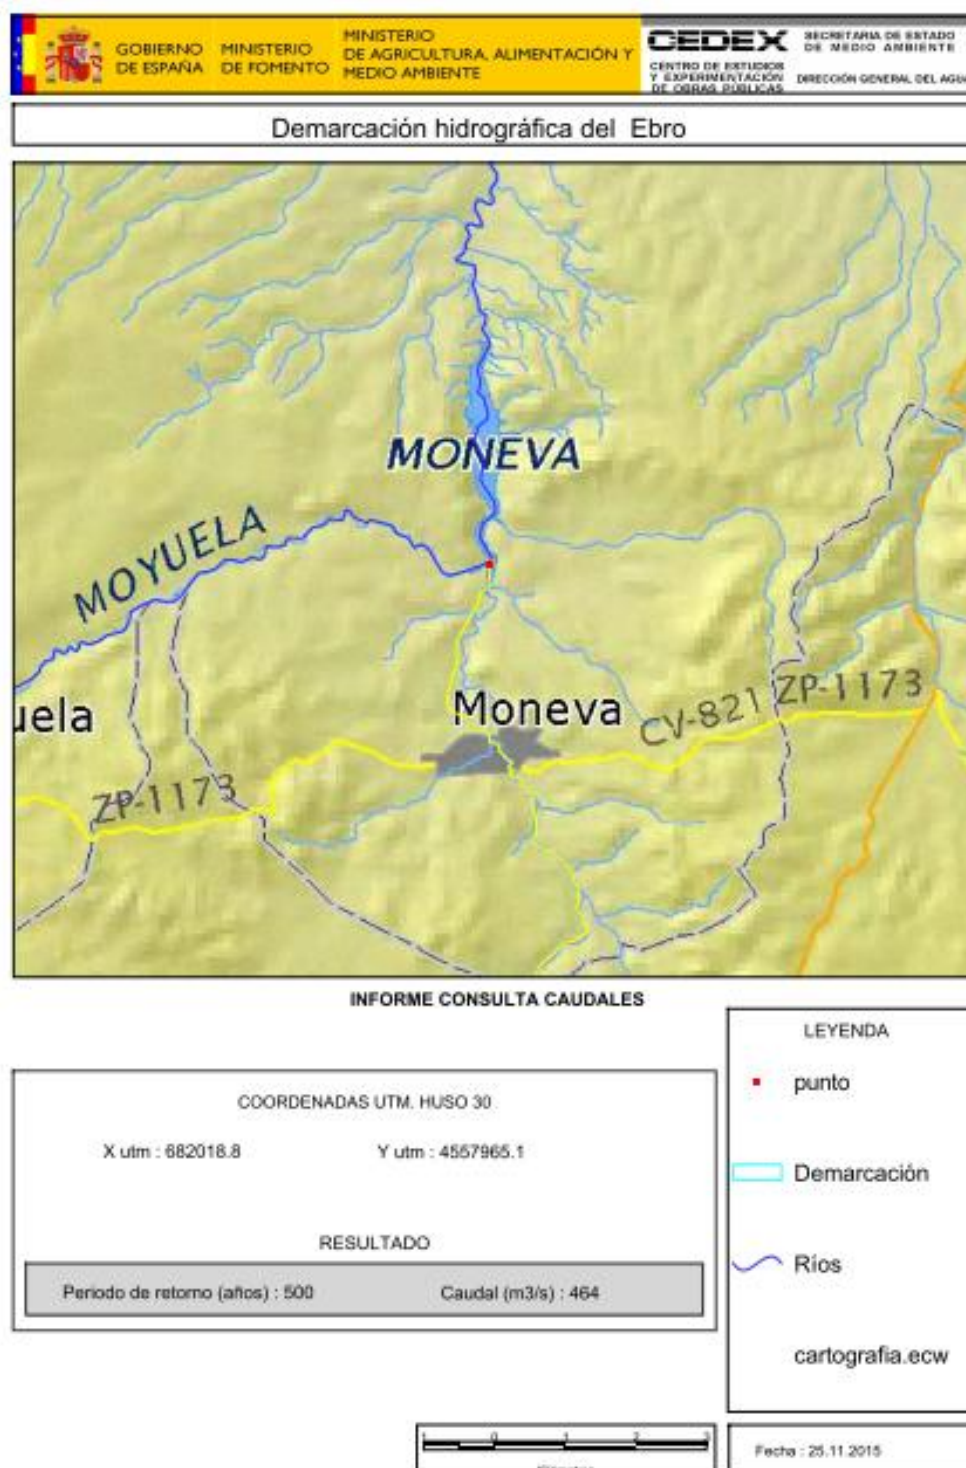 GOBIERNO
DE ESPAÑA
MINISTERIO
DE FOMENTO
MINISTERIO
DE AGRICULTURA, ALIMENTACIÓN Y
MEDIO AMBIENTE
CEDEX
CENTRO DE ESTUDIOS
Y EXPERIMENTACIÓN
DE OBRAS PÚBLICAS
SECRETARIA DE ESTADO
DE MEDIO AMBIENTE
DIRECCIÓN GENERAL DEL AGUA
Demarcación hidrográfica del Ebro
MONEVA
MOYUELA
uela
Moneva
CV-821
ZP-1173
ZP-1173
INFORME CONSULTA CAUDALES
COORDENADAS UTM. HUSO 30
X utm : 682018.8
Y utm : 4557965.1
RESULTADO
Periodo de retorno (años) : 500
Caudal (m3/s) : 464
LEYENDA
punto
Demarcación
Ríos
cartografia.ecw
1 0 1 2 3
Fecha : 25.11.2015